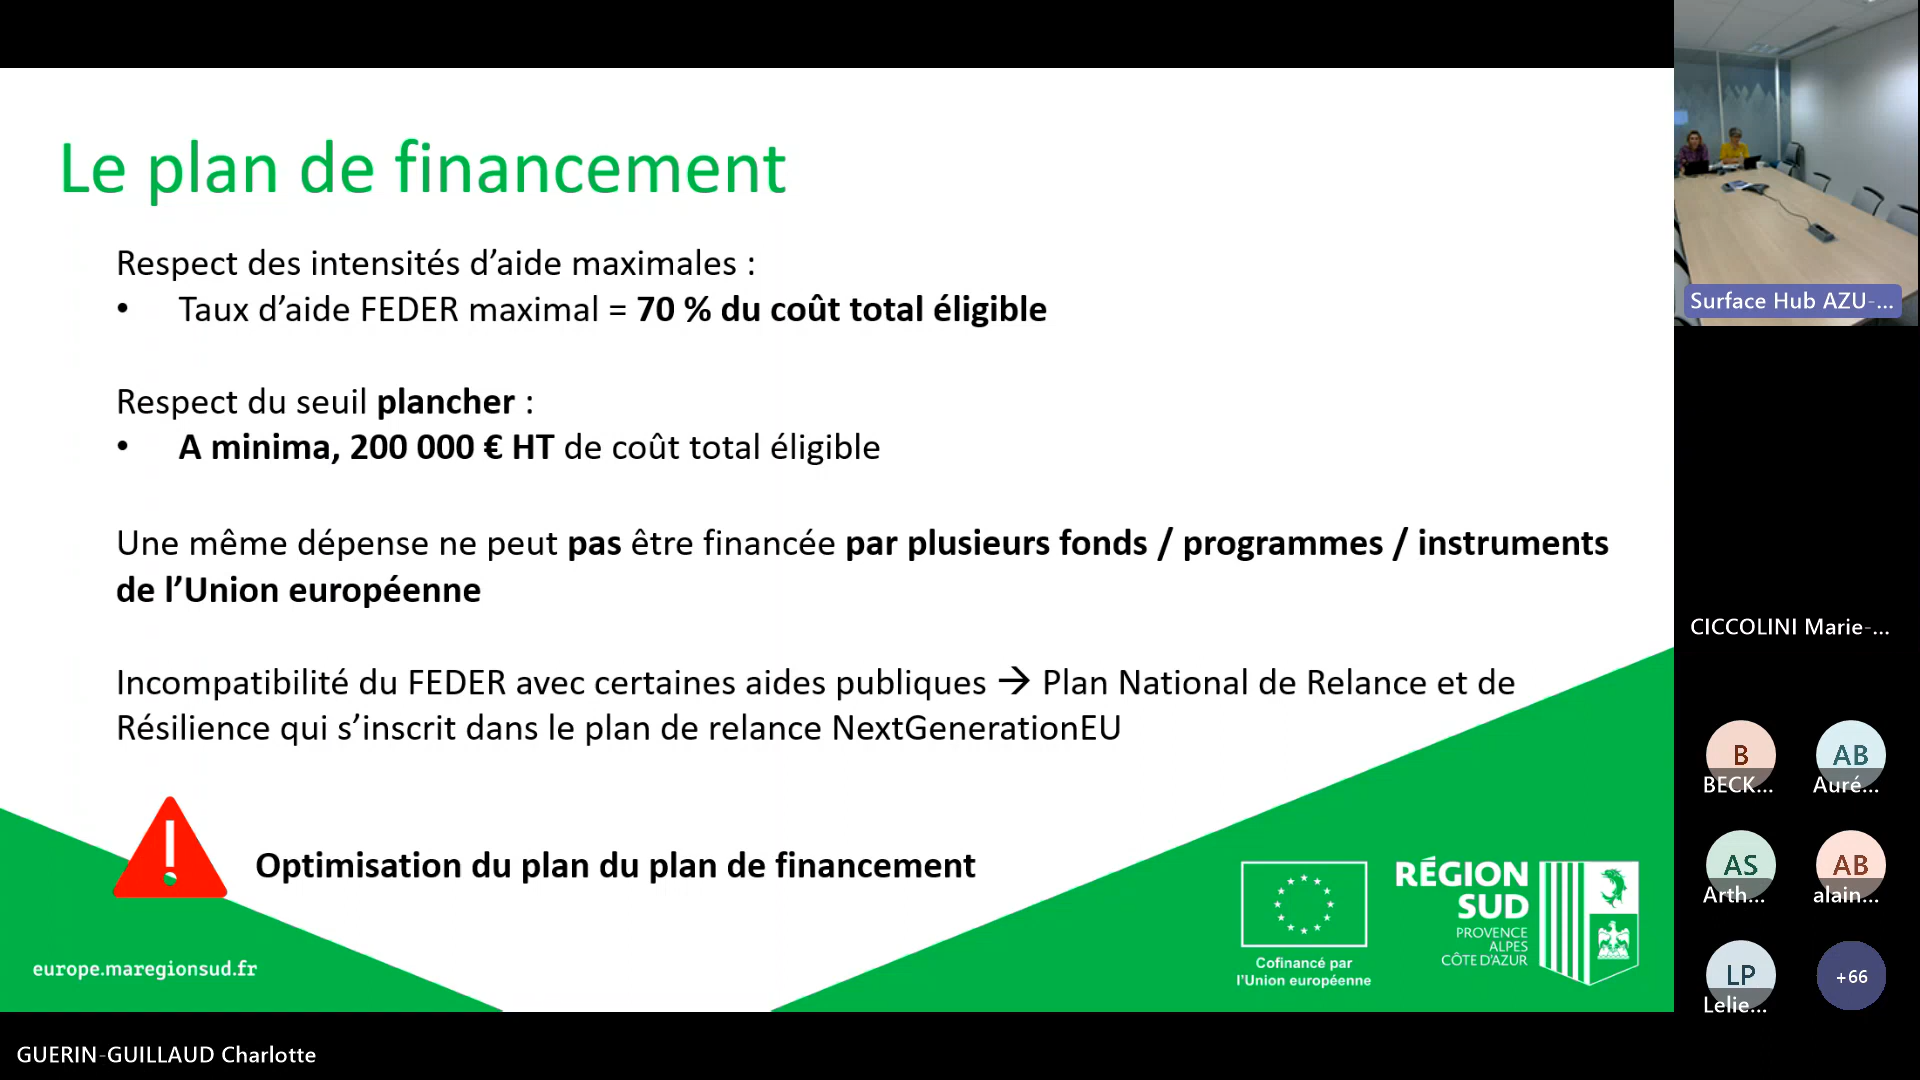 Le plan de financement
Respect des intensités d’aide maximales :
• Taux d’aide FEDER maximal = 70 % du coût total éligible
Respect du seuil plancher :
• A minima, 200 000 € HT de coût total éligible
Une même dépense ne peut pas être financée par plusieurs fonds / programmes / instruments
de l’Union européenne
Incompatibilité du FEDER avec certaines aides publiques → Plan National de Relance et de
Résilience qui s’inscrit dans le plan de relance NextGenerationEU
Optimisation du plan du plan de financement
europe.maregionsud.fr
Cofinancé par
l’Union européenne
RÉGION
SUD
PROVENCE
ALPES
CÔTE D’AZUR
Surface Hub AZU-...
CICCOLINI Marie-...
B
BECK...
AB
Auré...
AS
Arth...
AB
alain...
LP
Lelie...
+66
GUERIN-GUILLAUD Charlotte